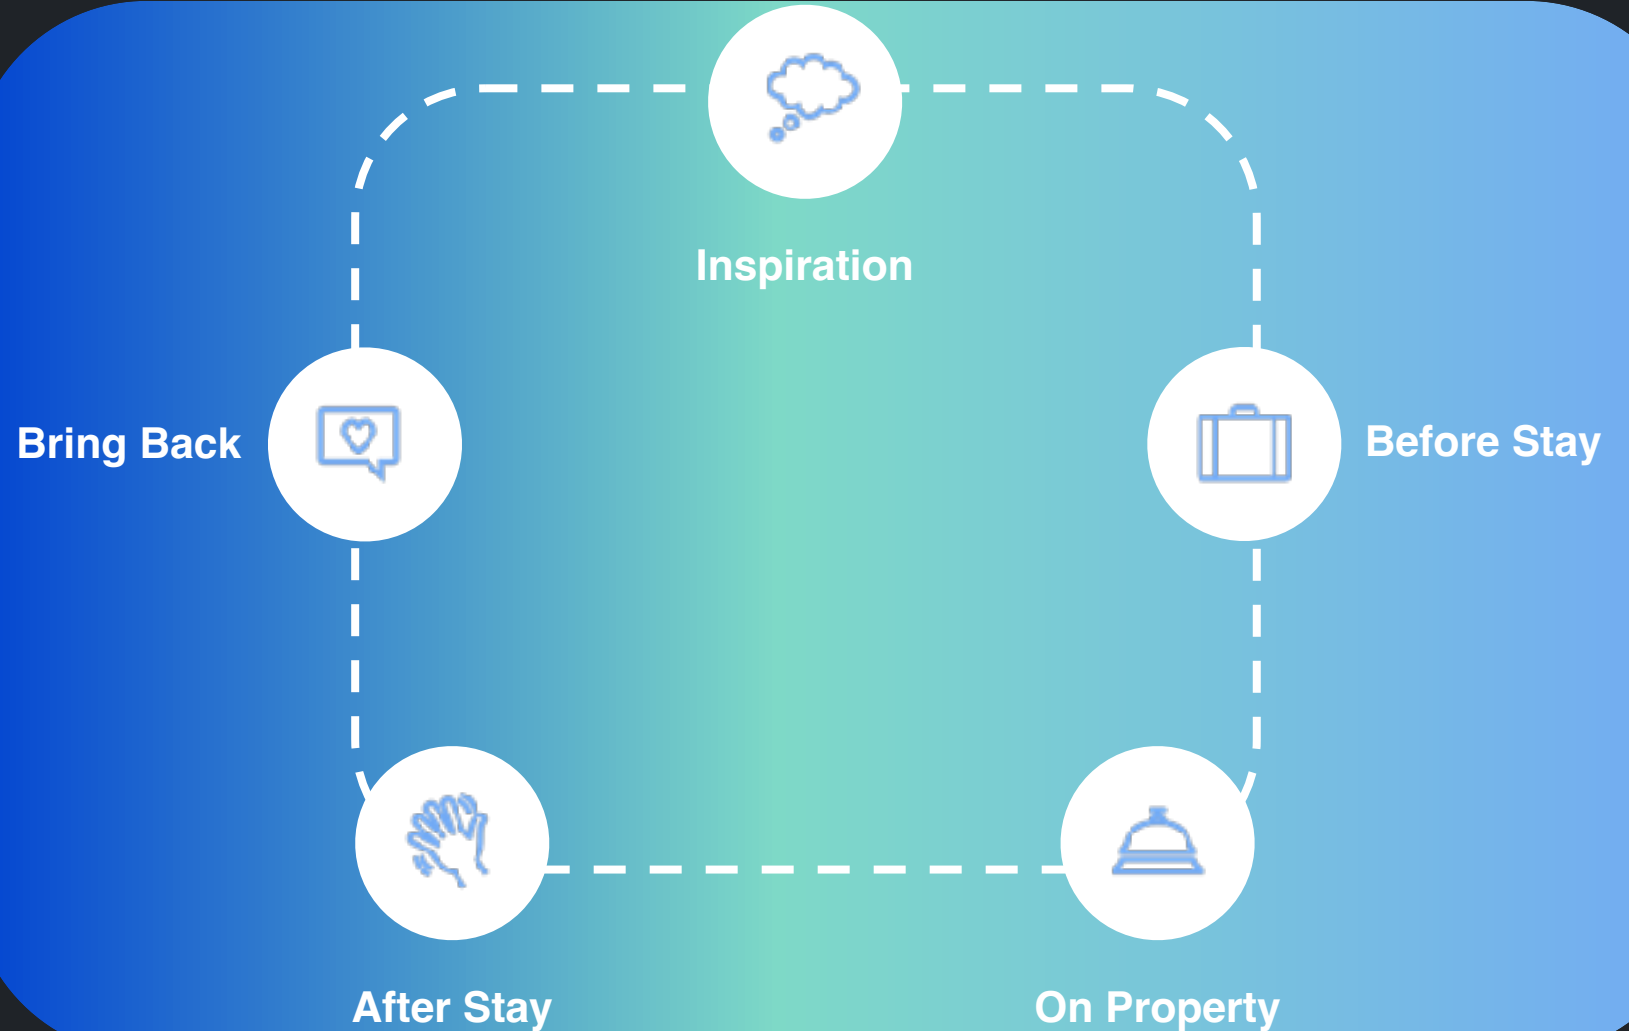 Inspiration
Bring Back
Before Stay
After Stay
On Property